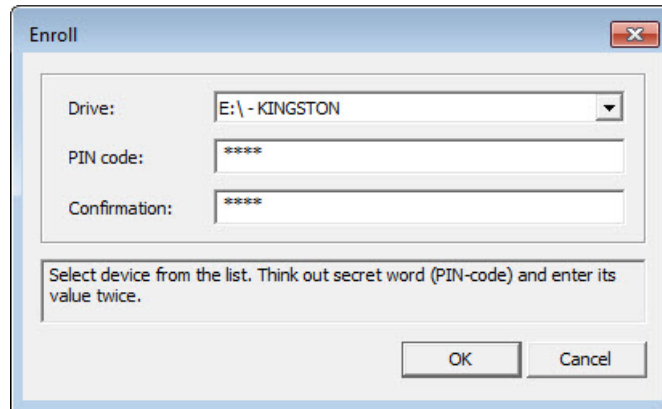 Enroll
Drive: E:\ - KINGSTON
PIN code: ****
Confirmation: ****
Select device from the list. Think out secret word (PIN-code) and enter its
value twice.
OK Cancel